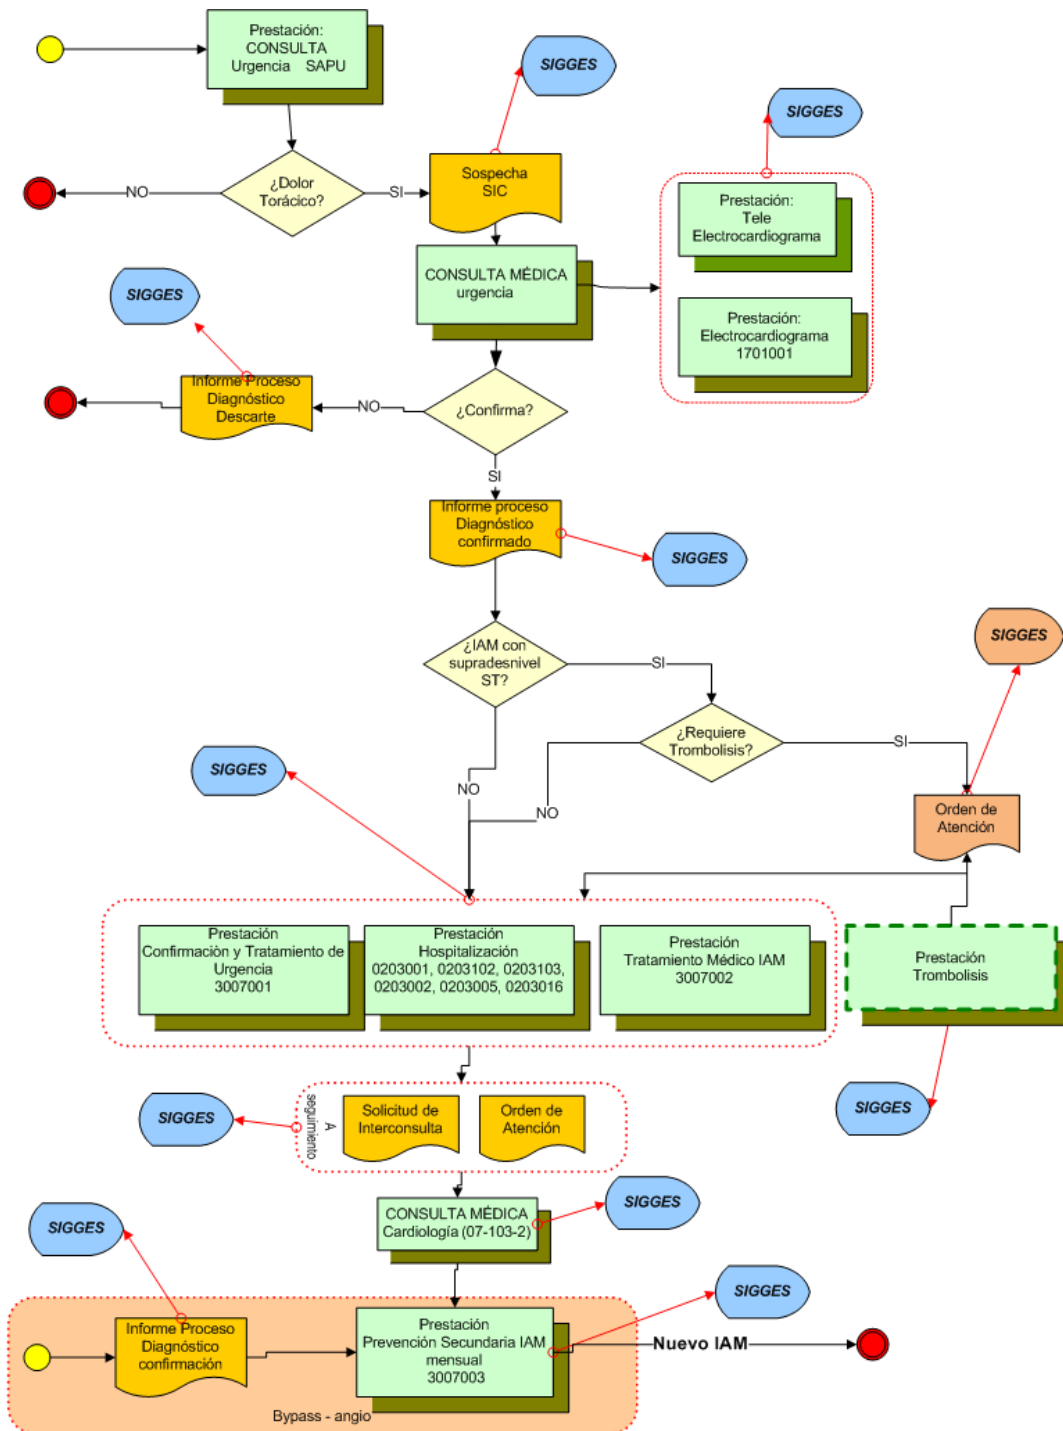 Prestación:
CONSULTA
Urgencia SAPU
SIGGES
SIGGES
¿Dolor
Torácico?
NO
SI
Sospecha
SIC
Prestación:
Tele
Electrocardiograma
CONSULTA MÉDICA
urgencia
SIGGES
Prestación:
Electrocardiograma
1701001
Informe Proceso
Diagnóstico
Descarte
NO
¿Confirma?
SI
Informe proceso
Diagnóstico
confirmado
SIGGES
SIGGES
¿IAM con
supradesnivel
ST?
SI
¿Requiere
Trombolisis?
SI
SIGGES
NO
NO
Orden de
Atención
Prestación
Confirmaciòn y Tratamiento de
Urgencia
3007001
Prestación
Hospitalización
0203001, 0203102, 0203103,
0203002, 0203005, 0203016
Prestación
Tratamiento Médico IAM
3007002
Prestación
Trombolisis
SIGGES
SIGGES
A
seguimiento
Solicitud de
Interconsulta
Orden de
Atención
CONSULTA MÉDICA
Cardiología (07-103-2)
SIGGES
SIGGES
SIGGES
Informe Proceso
Diagnóstico
confirmación
Prestación
Prevención Secundaria IAM
mensual
3007003
Nuevo IAM
Bypass - angio